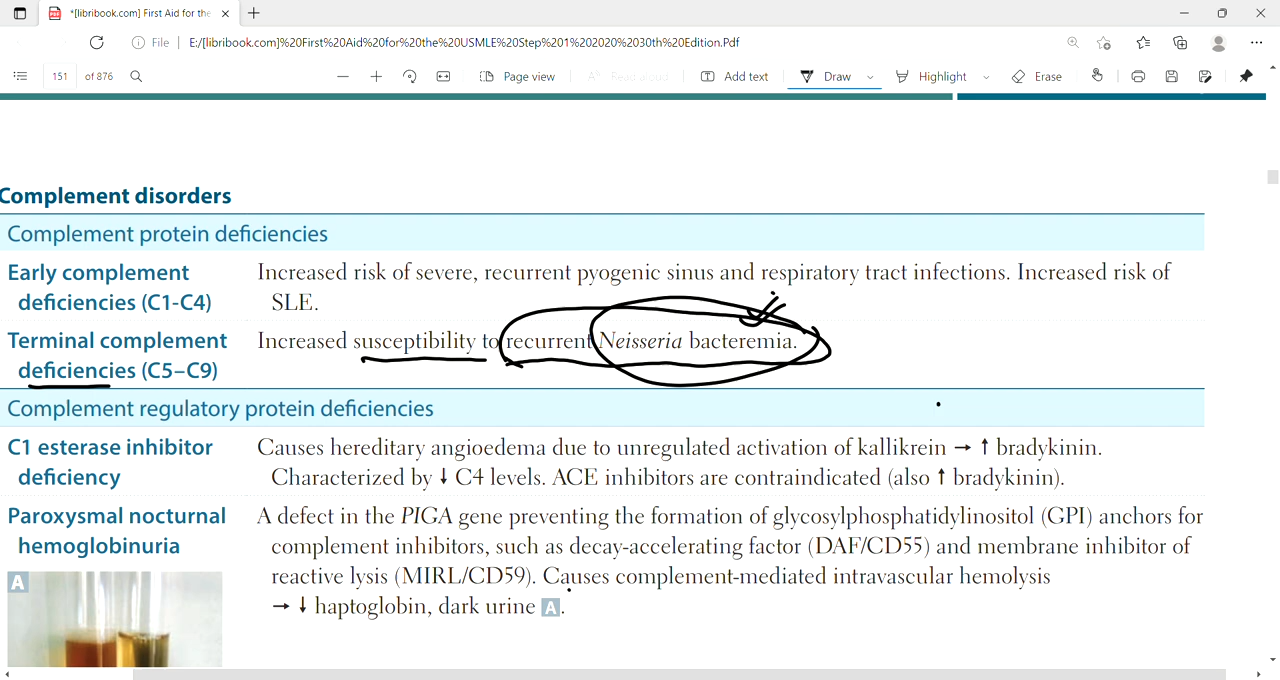 *[libribook.com] First Aid for the
File E:/[libribook.com]%20First%20Aid%20for%20the%20USMLE%20Step%201%202020%2030th%20Edition.Pdf
151 of 876 Page view Read aloud Add text Draw Highlight Erase
Complement disorders
Complement protein deficiencies
Early complement
deficiencies (C1-C4)
Increased risk of severe, recurrent pyogenic sinus and respiratory tract infections. Increased risk of
SLE.
Terminal complement
deficiencies (C5–C9)
Increased susceptibility to recurrent Neisseria bacteremia.
Complement regulatory protein deficiencies
C1 esterase inhibitor
deficiency
Causes hereditary angioedema due to unregulated activation of kallikrein → ↑ bradykinin.
Characterized by ↓ C4 levels. ACE inhibitors are contraindicated (also ↑ bradykinin).
Paroxysmal nocturnal
hemoglobinuria
A defect in the PIGA gene preventing the formation of glycosylphosphatidylinositol (GPI) anchors for
complement inhibitors, such as decay-accelerating factor (DAF/CD55) and membrane inhibitor of
reactive lysis (MIRL/CD59). Causes complement-mediated intravascular hemolysis
→ ↓ haptoglobin, dark urine A.
A